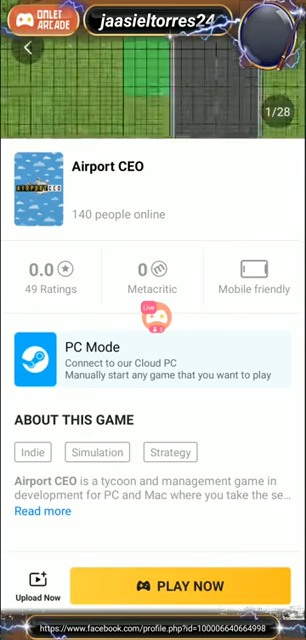 OMLET
ARCADE
jaasieltorres24
1/28
AIRPORTCEO
Airport CEO
140 people online
0.0
49 Ratings
0 m
Metacritic
Mobile friendly
Live
PC Mode
Connect to our Cloud PC
Manually start any game that you want to play
ABOUT THIS GAME
Indie
Simulation
Strategy
Airport CEO is a tycoon and management game in
development for PC and Mac where you take the se...
Read more
Upload Now
PLAY NOW
https://www.facebook.com/profile.php?id=100006640664998